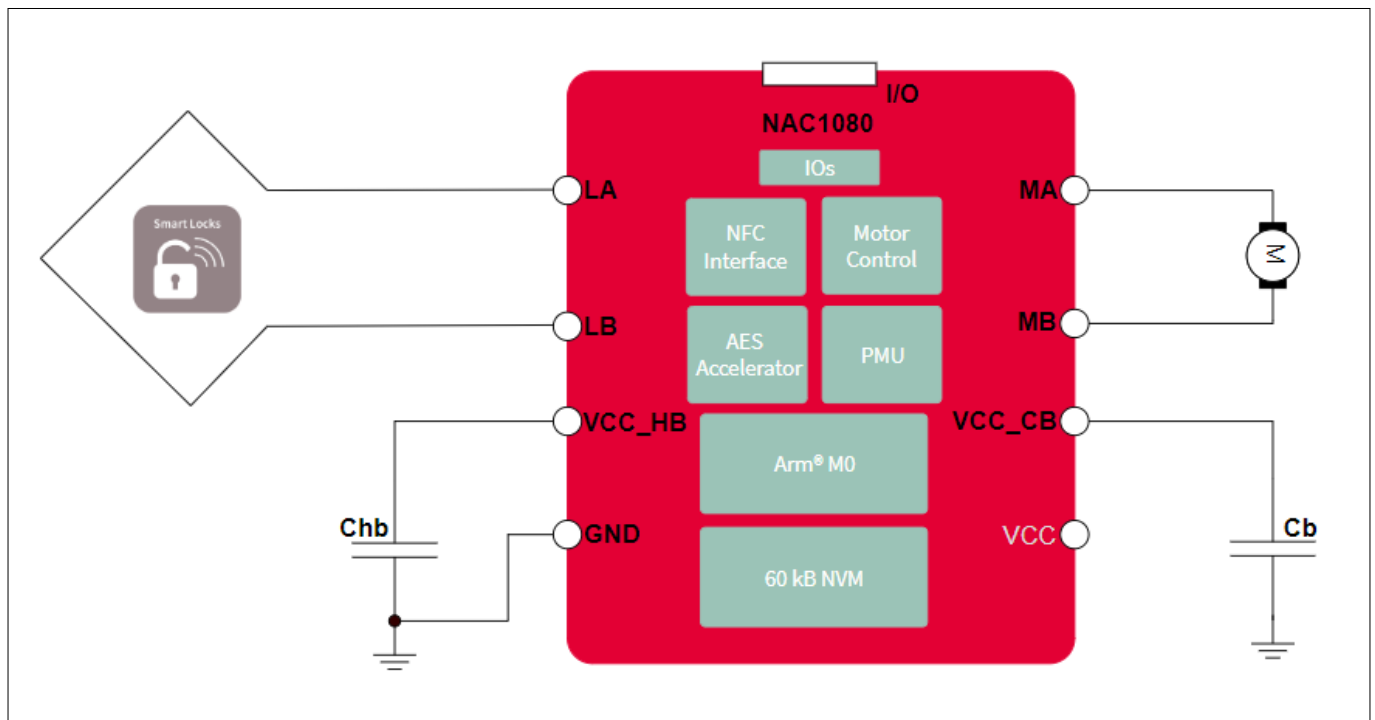 I/O
NAC1080
IOs
LA
MA
Smart Locks
NFC
Interface
Motor
Control
M
LB
MB
AES
Accelerator
PMU
VCC_HB
VCC_CB
Arm® M0
Chb
GND
VCC
Cb
60 kB NVM